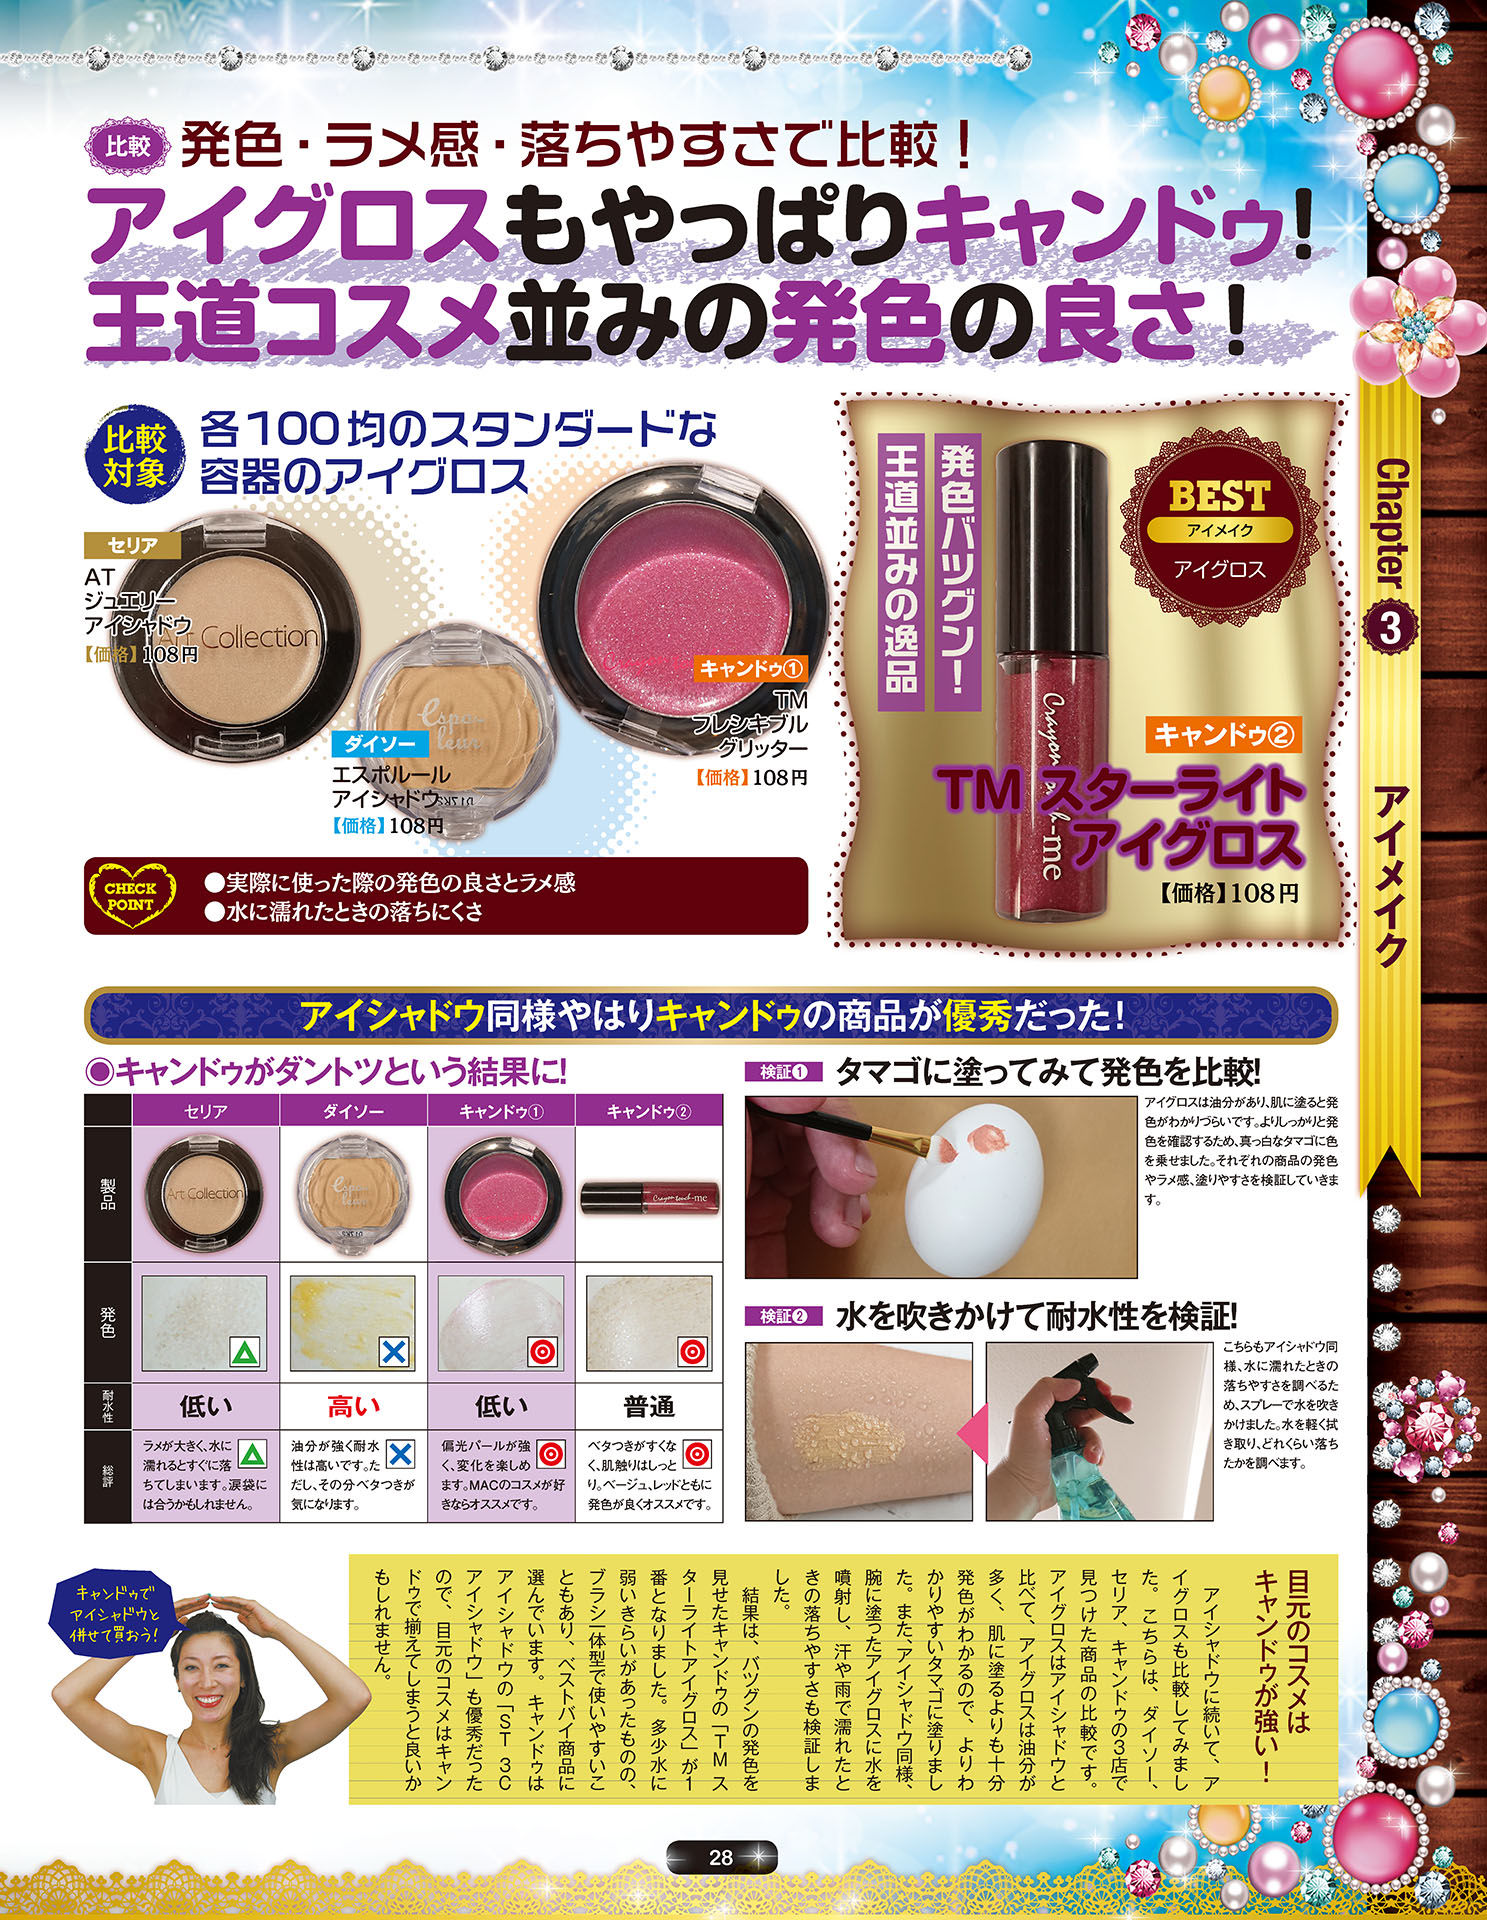 比較
発色・ラメ感・落ちやすさで比較！
アイグロスもやっぱりキャンドゥ！
王道コスメ並みの発色の良さ！
比較
対象
各100均のスタンダードな
容器のアイグロス
セリア
AT
ジュエリー
アイシャドウ
【価格】108円
Art Collection
ダイソー
エスポルール
アイシャドウ
【価格】108円
espo-
leur
キャンドゥ①
TM
フレシキブル
グリッター
【価格】108円
発色バツグン！
王道並みの逸品
BEST
アイメイク
アイグロス
Crayon touch-me
キャンドゥ②
TM スターライト
アイグロス
【価格】108円
Chapter
3
アイメイク
CHECK
POINT
●実際に使った際の発色の良さとラメ感
●水に濡れたときの落ちにくさ
アイシャドウ同様やはりキャンドゥの商品が優秀だった！
◉キャンドゥがダントツという結果に！
セリア ダイソー キャンドゥ① キャンドゥ②
製品
Art Collection
espo-
leur
Crayon touch-me
発色
耐水性 低い 高い 低い 普通
総評
ラメが大きく、水に
濡れるとすぐに落
ちてしまいます。涙袋に
は合うかもしれません。
油分が強く耐水
性は高いです。た
だし、その分ベタつきが
気になります。
偏光パールが強
く、変化を楽しめ
ます。MACのコスメが好
きならオススメです。
ベタつきがすくな
く、肌触りはしっと
り。ベージュ、レッドともに
発色が良くオススメです。
検証❶ タマゴに塗ってみて発色を比較！
アイグロスは油分があり、肌に塗ると発
色がわかりづらいです。よりしっかりと発
色を確認するため、真っ白なタマゴに色
を乗せました。それぞれの商品の発色
やラメ感、塗りやすさを検証していきま
す。
検証❷ 水を吹きかけて耐水性を検証！
こちらもアイシャドウ同
様、水に濡れたときの
落ちやすさを調べるた
め、スプレーで水を吹き
かけました。水を軽く拭
き取り、どれくらい落ち
たかを調べます。
キャンドゥで
アイシャドウと
併せて買おう！
目元のコスメは
キャンドゥが強い！
アイシャドウに続いて、ア
イグロスも比較してみまし
た。こちらは、ダイソー、
セリア、キャンドゥの3店で
見つけた商品の比較です。
アイグロスはアイシャドウと
比べて、アイグロスは油分が
多く、肌に塗るよりも十分
発色がわかるので、よりわ
かりやすいタマゴに塗りまし
た。また、アイシャドウ同様、
腕に塗ったアイグロスに水を
噴射し、汗や雨で濡れたと
きの落ちやすさも検証しま
した。
結果は、バツグンの発色を
見せたキャンドゥの「TMス
ターライトアイグロス」が1
番となりました。多少水に
弱いきらいがあったものの、
ブラシ一体型で使いやすいこ
ともあり、ベストバイ商品に
選んでいます。キャンドゥは
アイシャドウの「ST 3C
アイシャドウ」も優秀だった
ので、目元のコスメはキャン
ドゥで揃えてしまうと良いか
もしれません。
28